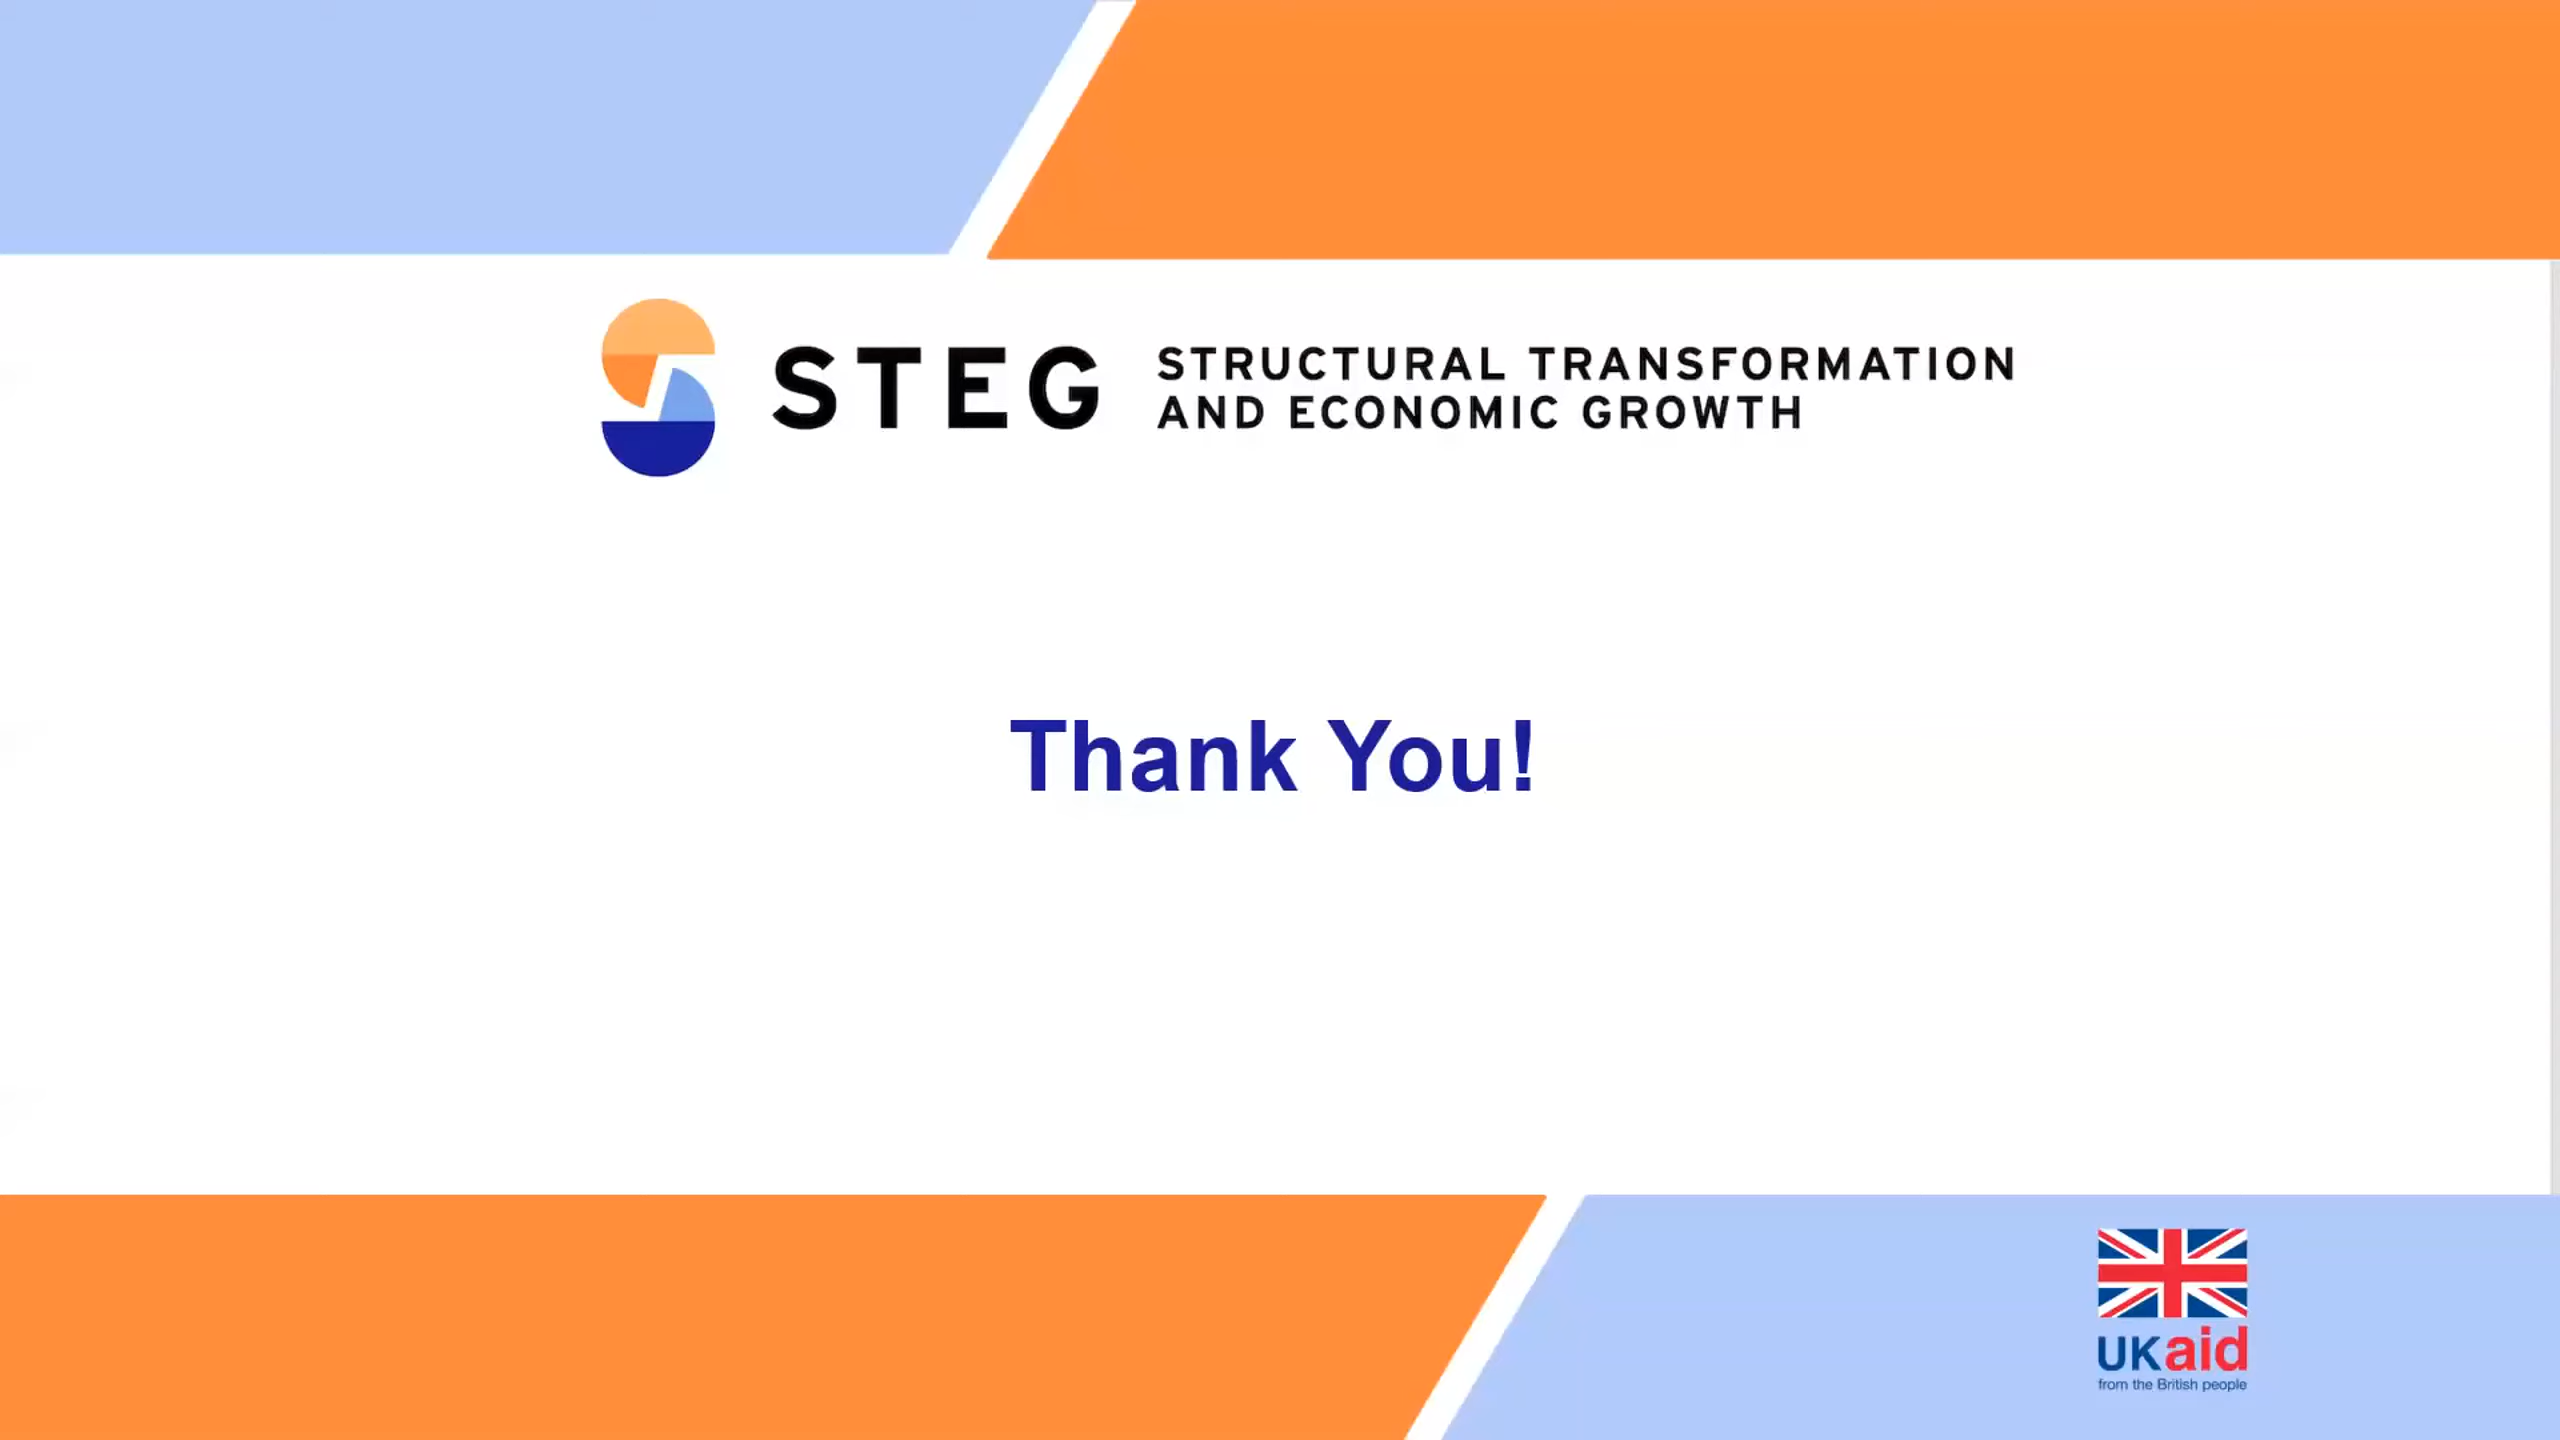 STEG
STRUCTURAL TRANSFORMATION
AND ECONOMIC GROWTH
Thank You!
UKaid
from the British people